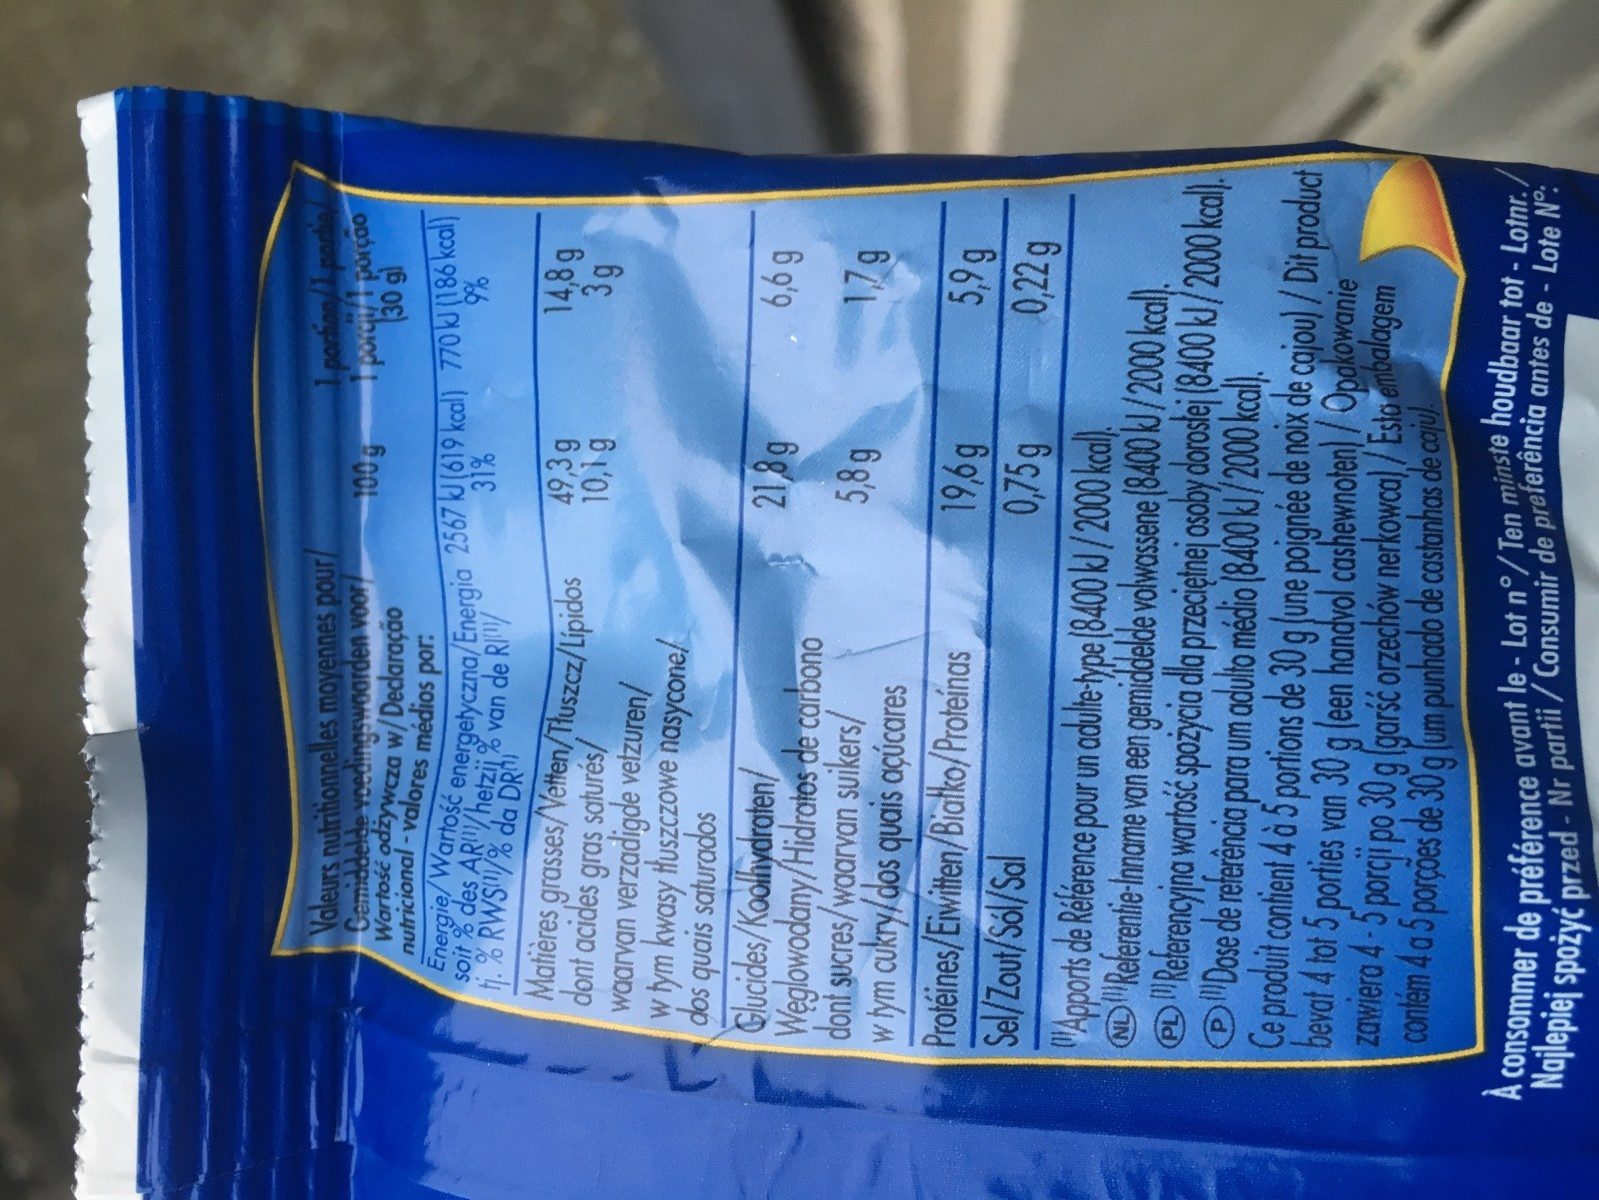 Valeurs nutritionnelles moyennes pour/ 1 portion/1 portie/
Gemiddelde voedingswaarden voor/ 100 g 1 porcji/1 porção
Wartość odżywcza w/Declaração (30 g)
nutricional - valores médios por:
Energie/Wartość energetyczna/Energia 2567 kJ (619 kcal) 770 kJ (186 kcal)
soit % des AR⁽¹⁾/hetzij % van de RI⁽¹⁾/ 31% 9%
tj. % RWS⁽¹⁾/% da DR⁽¹⁾
Matières grasses/Vetten/Tłuszcz/Lípidos 49,3 g 14,8 g
dont acides gras saturés/ 10,1 g 3 g
waarvan verzadigde vetzuren/
w tym kwasy tłuszczowe nasycone/
dos quais saturados
Glucides/Koolhydraten/ 21,8 g 6,6 g
Węglowodany/Hidratos de carbono
dont sucres/waarvan suikers/ 5,8 g 1,7 g
w tym cukry/dos quais açúcares
Protéines/Eiwitten/Białko/Proteínas 19,6 g 5,9 g
Sel/Zout/Sól/Sal 0,75 g 0,22 g
⁽¹⁾Apports de Référence pour un adulte-type (8400 kJ/2000 kcal).
NL ⁽¹⁾Referentie-Inname van een gemiddelde volwassene (8400 kJ/2000 kcal).
PL ⁽¹⁾Referencyjna wartość spożycia dla przeciętnej osoby dorosłej (8400 kJ/2000 kcal).
P ⁽¹⁾Dose de referência para um adulto médio (8400 kJ/2000 kcal).
Ce produit contient 4 à 5 portions de 30 g (une poignée de noix de cajou) / Dit product
bevat 4 tot 5 porties van 30 g (een handvol cashewnoten) / Opakowanie
zawiera 4 - 5 porcji po 30 g (garść orzechów nerkowca) / Esta embalagem
contém 4 a 5 porções de 30 g (um punhado de castanhas de caju).
À consommer de préférence avant le - Lot n° / Ten minste houdbaar tot - Lotnr. /
Najlepiej spożyć przed - Nr partii / Consumir de preferência antes de - Lote Nº: